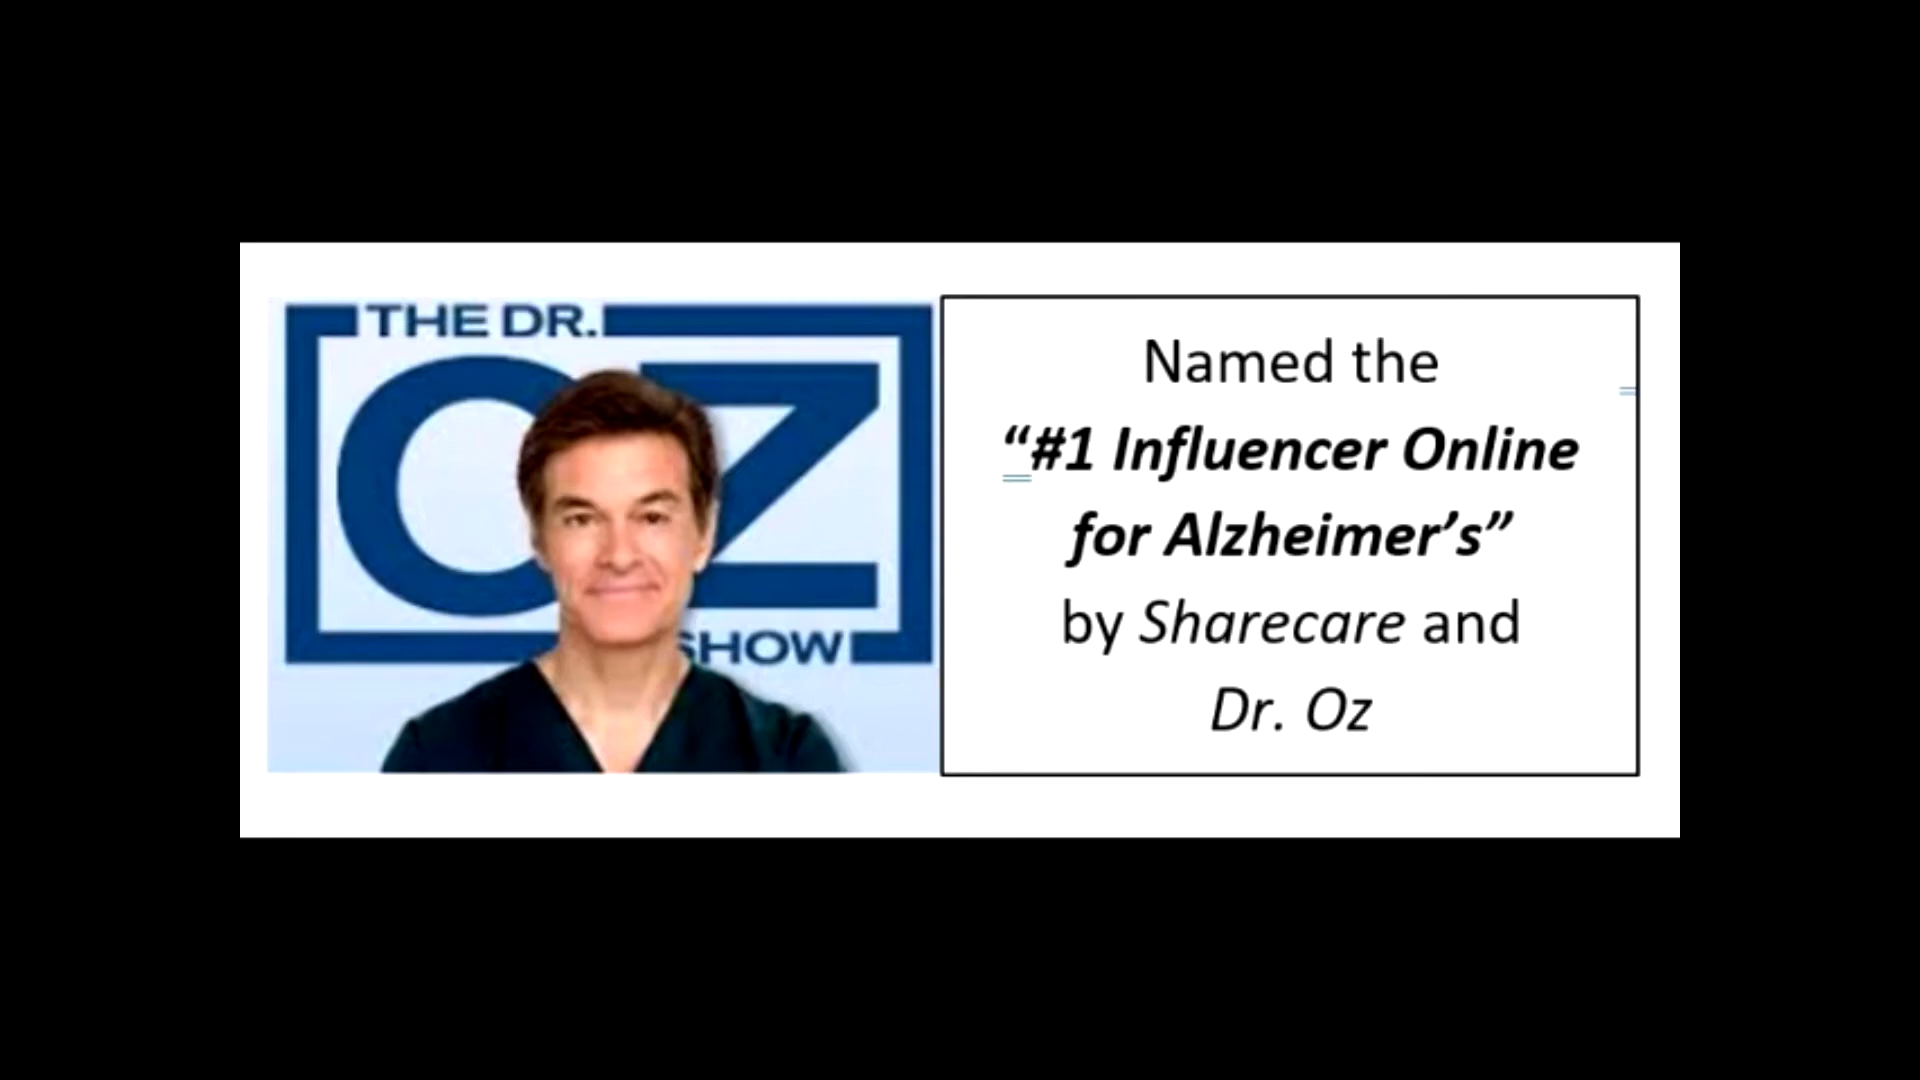 THE DR.
OZ
SHOW
Named the
“#1 Influencer Online
for Alzheimer’s”
by Sharecare and
Dr. Oz